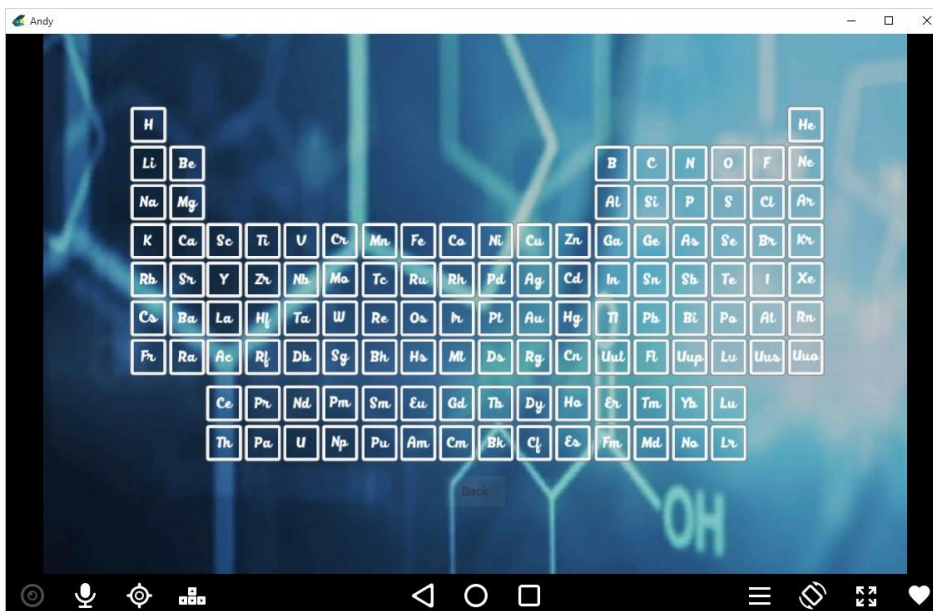 Andy
H He
Li Be B C N O F Ne
Na Mg Al Si P S Cl Ar
K Ca Sc Ti V Cr Mn Fe Co Ni Cu Zn Ga Ge As Se Br Kr
Rb Sr Y Zr Nb Mo Tc Ru Rh Pd Ag Cd In Sn Sb Te I Xe
Cs Ba La Hf Ta W Re Os Ir Pt Au Hg Tl Pb Bi Po At Rn
Fr Ra Ac Rf Db Sg Bh Hs Mt Ds Rg Cn Uut Fl Uup Lv Uus Uuo
Ce Pr Nd Pm Sm Eu Gd Tb Dy Ho Er Tm Yb Lu
Th Pa U Np Pu Am Cm Bk Cf Es Fm Md No Lr
Back
OH